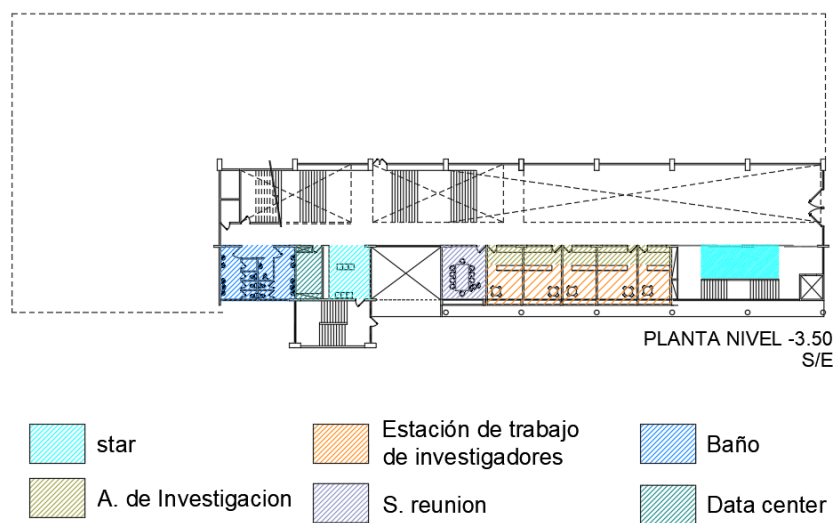 PLANTA NIVEL -3.50
S/E
star
Estación de trabajo
de investigadores
Baño
A. de Investigacion
S. reunion
Data center